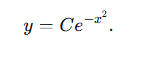 y = Ce^{-x^2}.